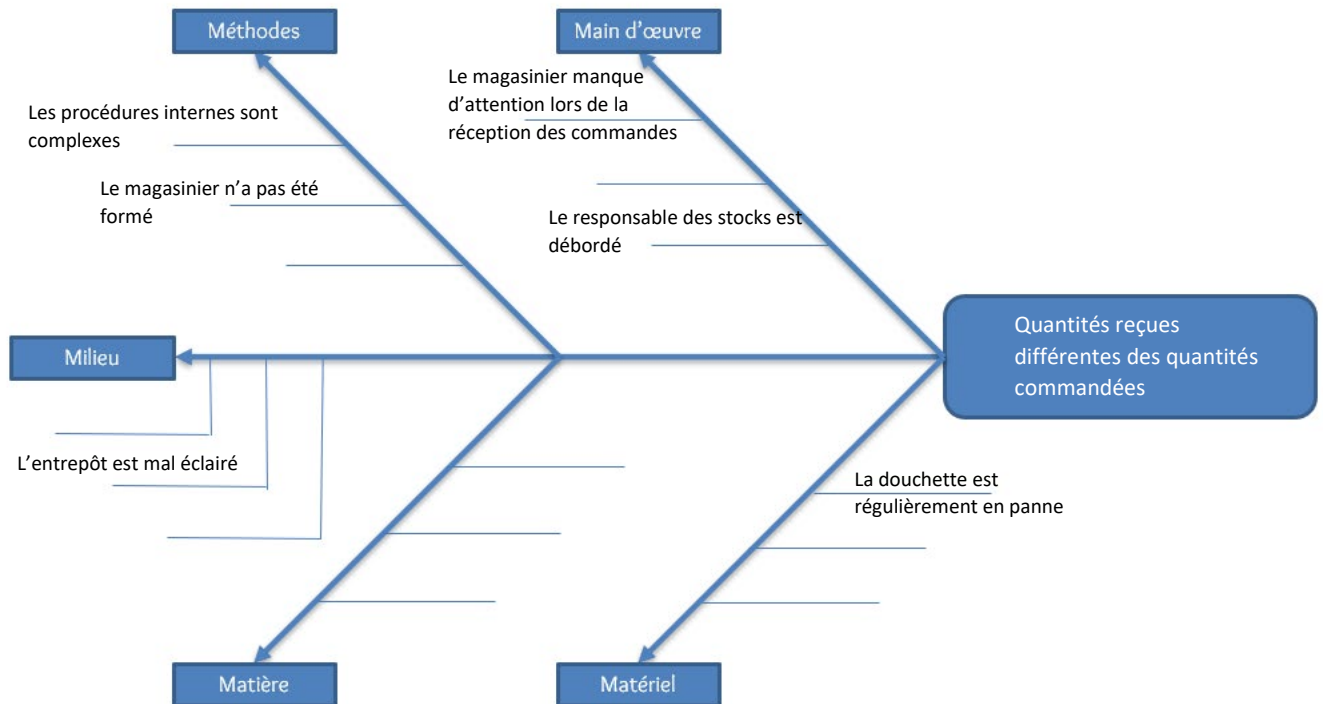 Méthodes
Main d’œuvre
Les procédures internes sont
complexes
Le magasinier manque
d’attention lors de la
réception des commandes
Le magasinier n’a pas été
formé
Le responsable des stocks est
débordé
Milieu
Quantités reçues
différentes des quantités
commandées
L’entrepôt est mal éclairé
La douchette est
régulièrement en panne
Matière
Matériel